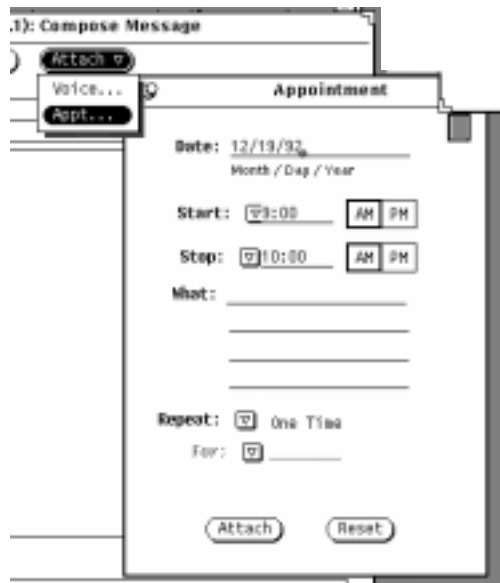 .1): Compose Message
Attach
Voice...
Appt...
Appointment
Date: 12/19/92
Month / Day / Year
Start: 9:00 AM PM
Stop: 10:00 AM PM
What:
Repeat: One Time
For:
Attach Reset